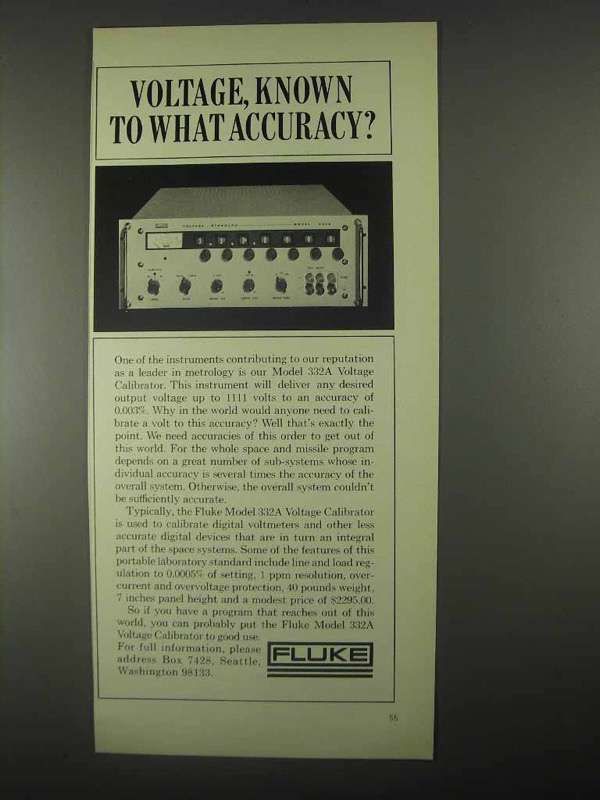 VOLTAGE, KNOWN
TO WHAT ACCURACY?
VOLTAGE STANDARD
MODEL 332A
One of the instruments contributing to our reputation
as a leader in metrology is our Model 332A Voltage
Calibrator. This instrument will deliver any desired
output voltage up to 1111 volts to an accuracy of
0.003%. Why in the world would anyone need to cali-
brate a volt to this accuracy? Well that's exactly the
point. We need accuracies of this order to get out of
this world. For the whole space and missile program
depends on a great number of sub-systems whose in-
dividual accuracy is several times the accuracy of the
overall system. Otherwise, the overall system couldn't
be sufficiently accurate.
Typically, the Fluke Model 332A Voltage Calibrator
is used to calibrate digital voltmeters and other less
accurate digital devices that are in turn an integral
part of the space systems. Some of the features of this
portable laboratory standard include line and load reg-
ulation to 0.0005% of setting, 1 ppm resolution, over-
current and overvoltage protection, 40 pounds weight,
7 inches panel height and a modest price of $2295.00.
So if you have a program that reaches out of this
world, you can probably put the Fluke Model 332A
Voltage Calibrator to good use.
For full information, please
address Box 7428, Seattle,
Washington 98133.
FLUKE
55